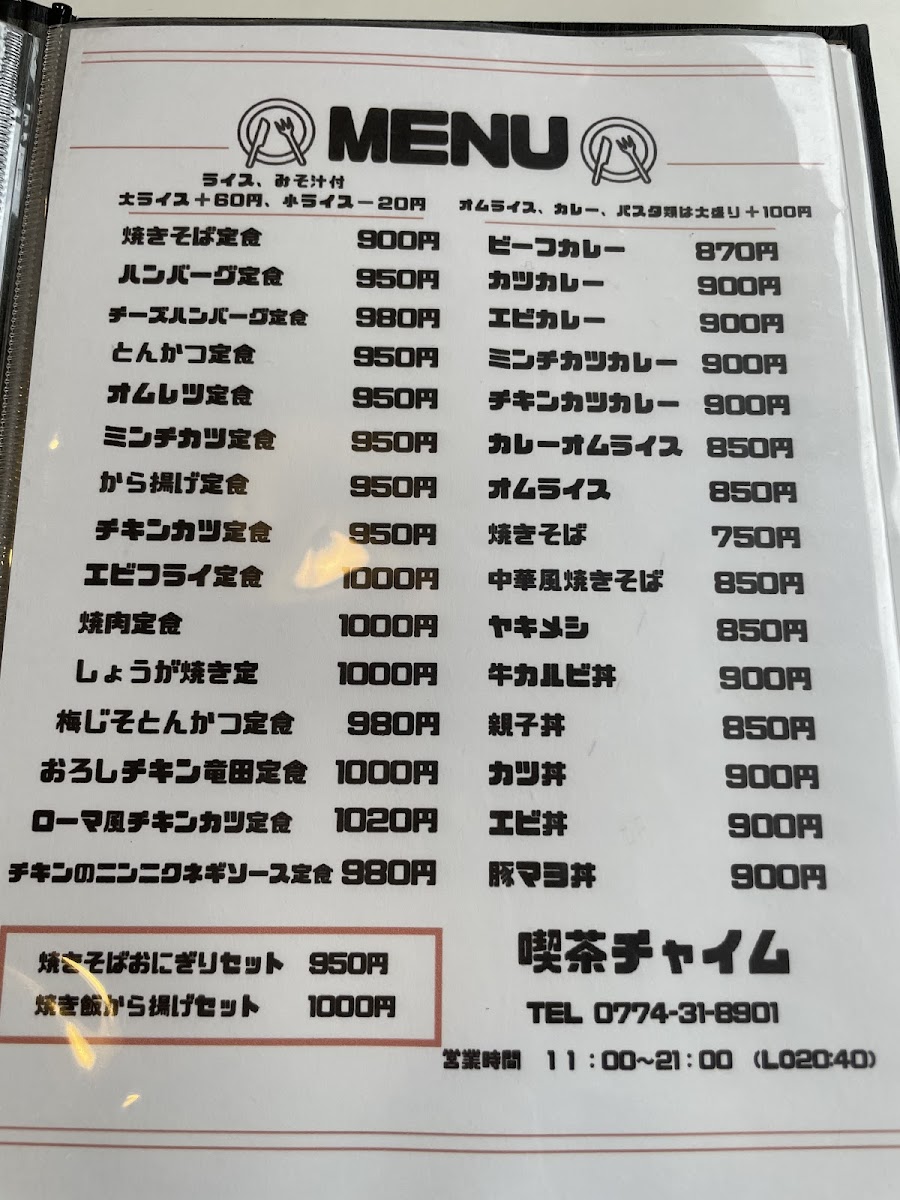 MENU
ライス、みそ汁付
大ライス+60円、小ライス-20円
焼きそば定食 900円
ハンバーグ定食 950円
チーズハンバーグ定食 980円
とんかつ定食 950円
オムレツ定食 950円
ミンチカツ定食 950円
から揚げ定食 950円
チキンカツ定食 950円
エビフライ定食 1000円
焼肉定食 1000円
しょうが焼き定 1000円
梅じそとんかつ定食 980円
おろしチキン竜田定食 1000円
ローマ風チキンカツ定食 1020円
チキンのニンニクネギソース定食 980円
焼きそばおにぎりセット 950円
焼き飯から揚げセット 1000円
オムライス、カレー、パスタ類は大盛り+100円
ビーフカレー 870円
カツカレー 900円
エビカレー 900円
ミンチカツカレー 900円
チキンカツカレー 900円
カレーオムライス 850円
オムライス 850円
焼きそば 750円
中華風焼きそば 850円
ヤキメシ 850円
牛カルビ丼 900円
親子丼 850円
カツ丼 900円
エビ丼 900円
豚マヨ丼 900円
喫茶チャイム
TEL 0774-31-8901
営業時間 11:00~21:00 (LO20:40)